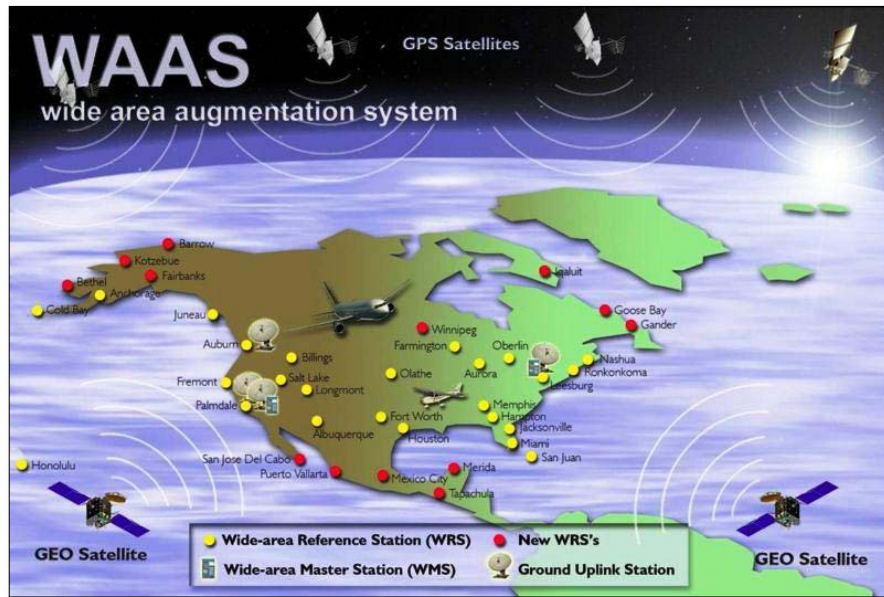 WAAS
wide area augmentation system
GPS Satellites
Barrow
Kotzebue
Fairbanks
Bethel
Anchorage
Cold Bay
Juneau
Iqaluit
Goose Bay
Gander
Winnipeg
Auburn
Farmington
Oberlin
Billings
Nashua
Ronkonkoma
Fremont
Salt Lake
Olathe
Aurora
Leesburg
Longmont
Palmdale
Memphis
Hampton
Albuquerque
Fort Worth
Jacksonville
Houston
Miami
San Jose Del Cabo
Honolulu
San Juan
Puerto Vallarta
Mexico City
Merida
Tapachula
GEO Satellite
GEO Satellite
Wide-area Reference Station (WRS)
New WRS's
Wide-area Master Station (WMS)
Ground Uplink Station